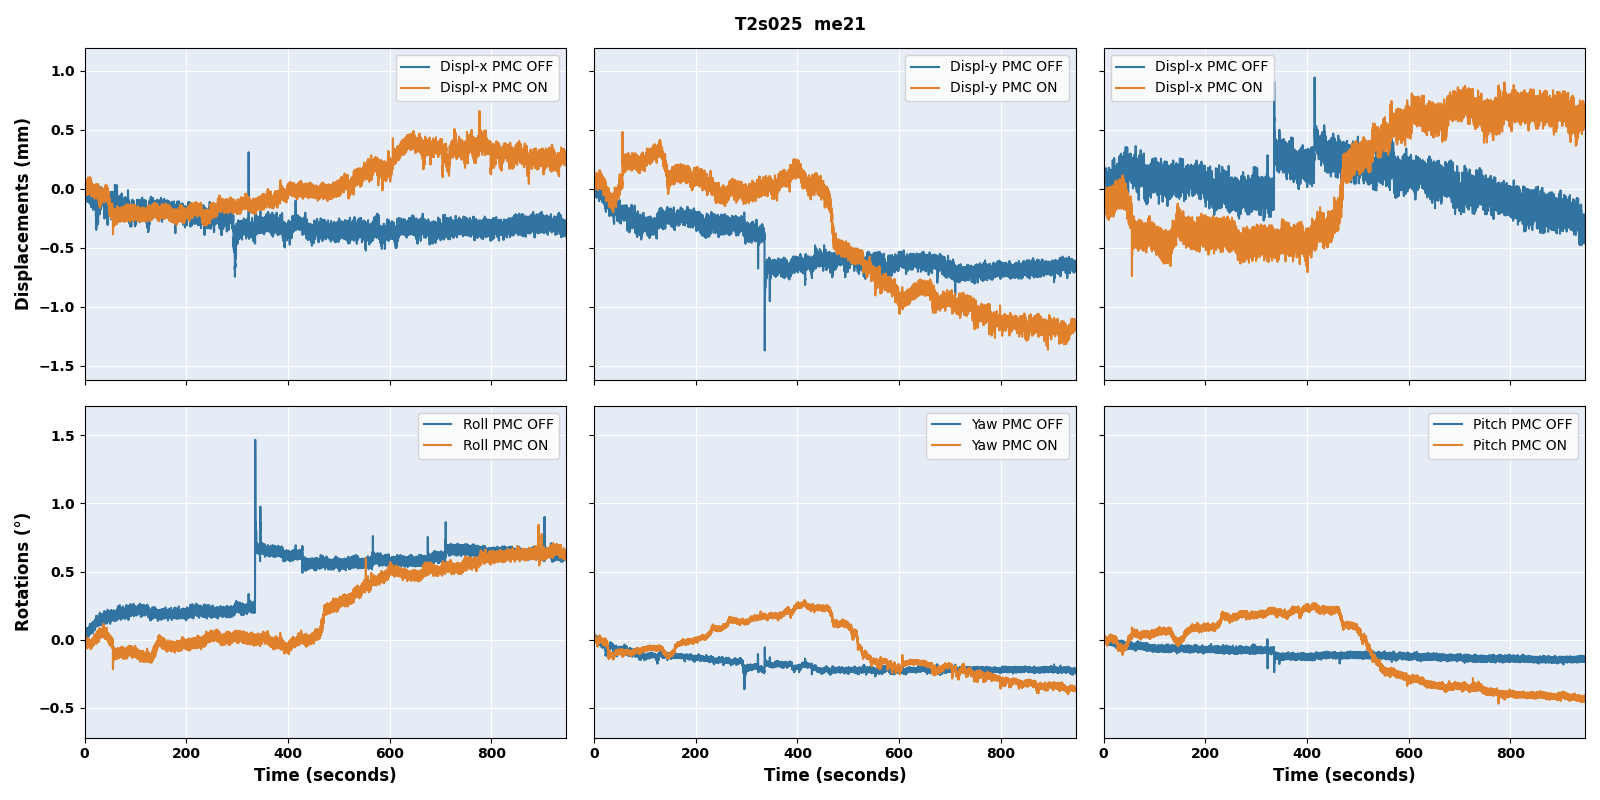 T2s025  me21
Displacements (mm)
1.0
0.5
0.0
−0.5
−1.0
−1.5
Displ-x PMC OFF
Displ-x PMC ON
Displ-y PMC OFF
Displ-y PMC ON
Displ-x PMC OFF
Displ-x PMC ON
Rotations (°)
1.5
1.0
0.5
0.0
−0.5
Roll PMC OFF
Roll PMC ON
Yaw PMC OFF
Yaw PMC ON
Pitch PMC OFF
Pitch PMC ON
0 200 400 600 800
0 200 400 600 800
0 200 400 600 800
Time (seconds)
Time (seconds)
Time (seconds)